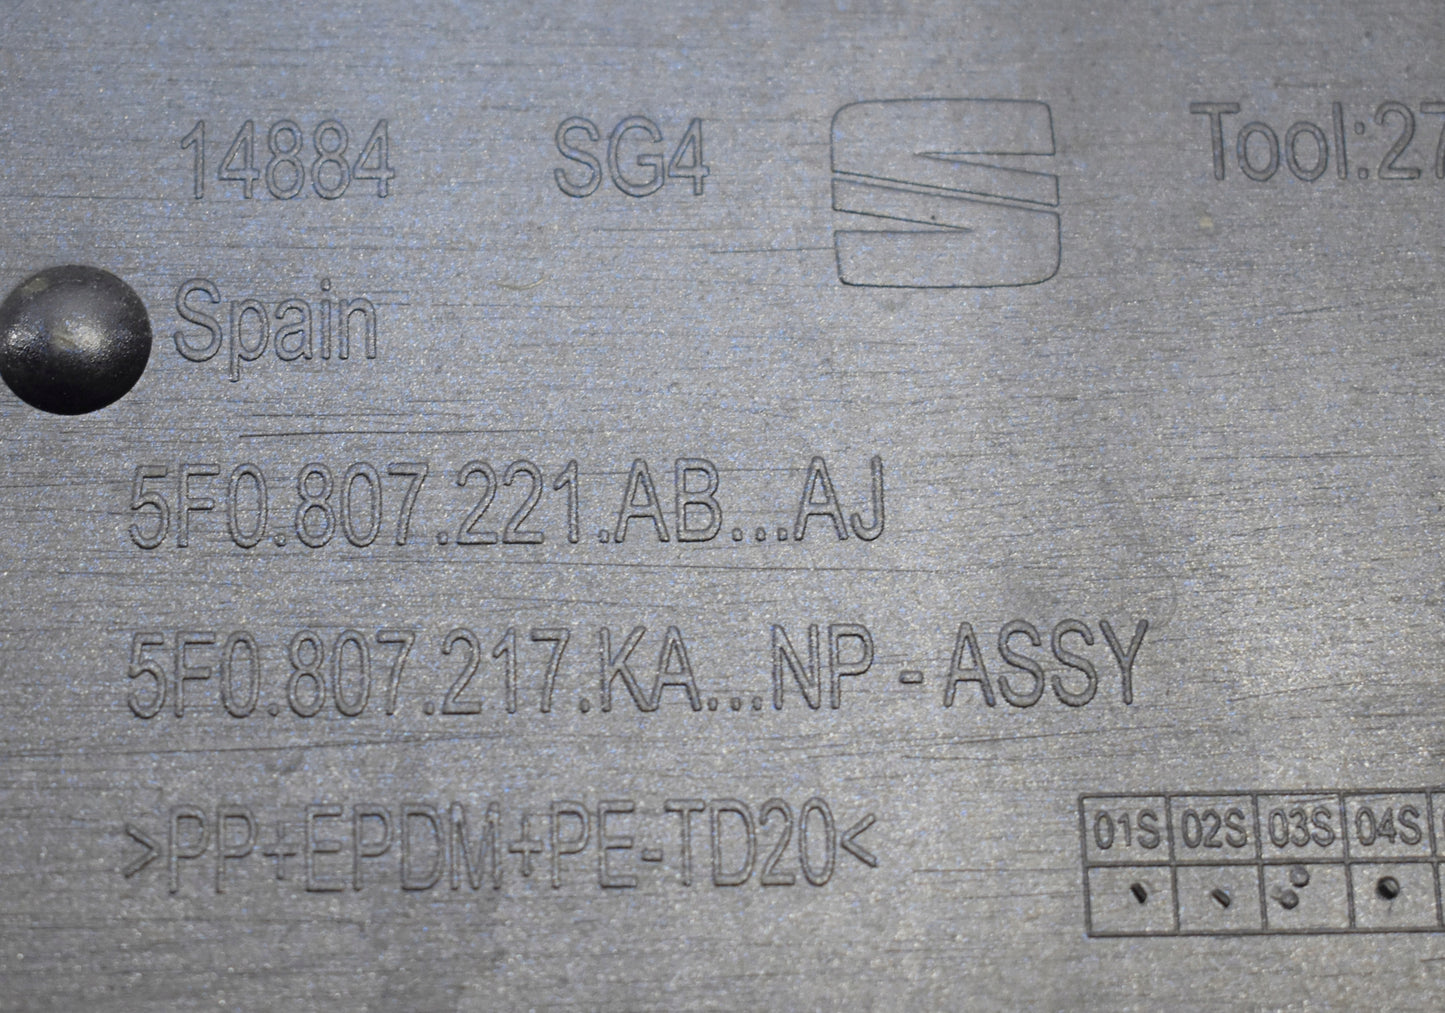 14884 SG4 Tool:27
Spain
5F0.807.221.AB...AJ
5F0.807.217.KA...NP - ASSY
>PP+EPDM+PE-TD20<
01S 02S 03S 04S